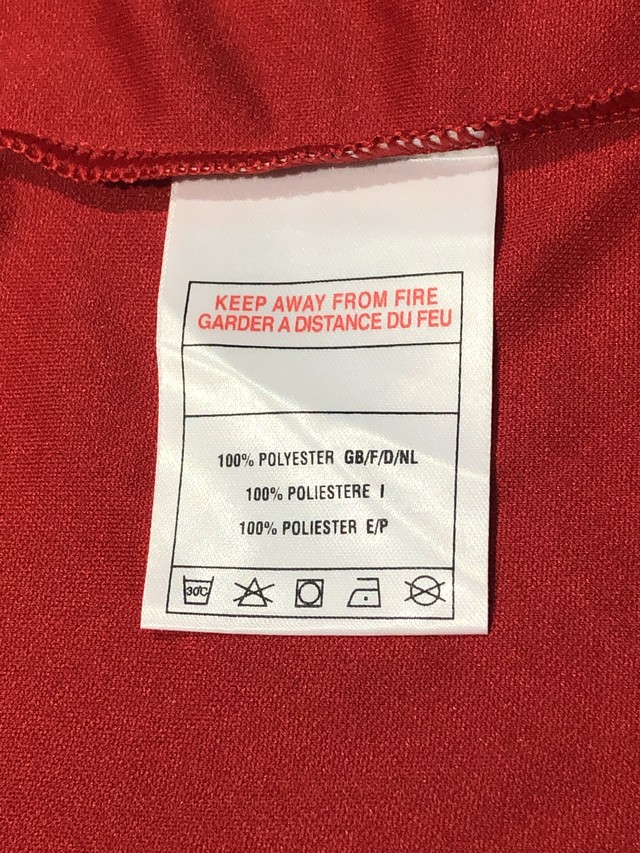 KEEP AWAY FROM FIRE
GARDER A DISTANCE DU FEU
100% POLYESTER GB/F/D/NL
100% POLIESTERE I
100% POLIESTER E/P
30°C